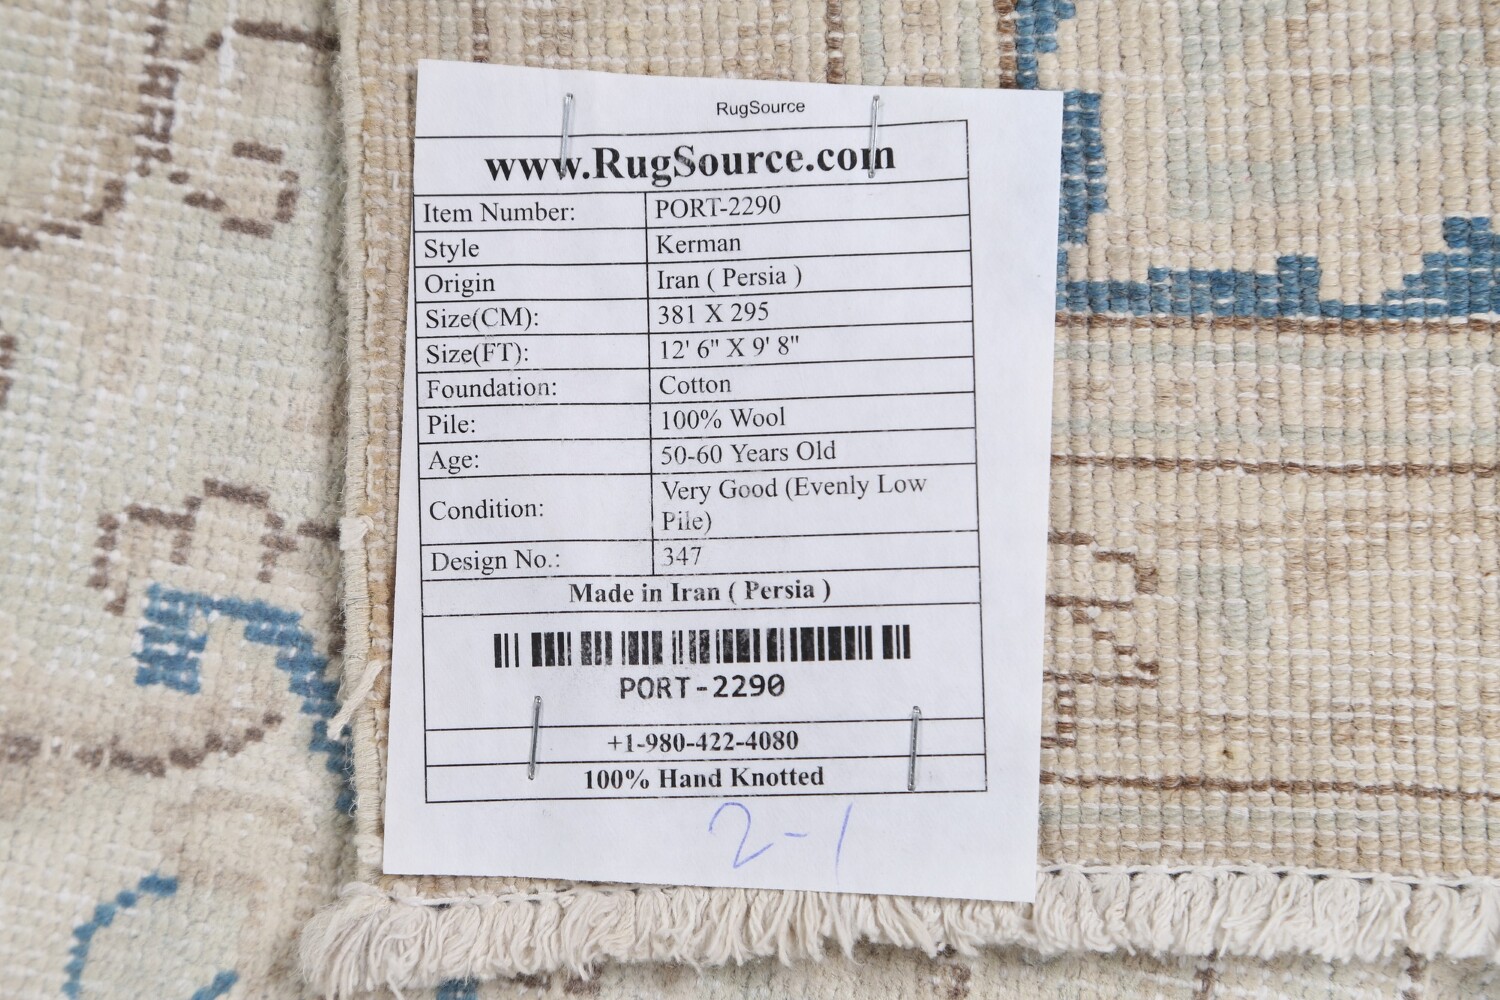 RugSource
www.RugSource.com
Item Number: PORT-2290
Style Kerman
Origin Iran ( Persia )
Size(CM): 381 X 295
Size(FT): 12' 6" X 9' 8"
Foundation: Cotton
Pile: 100% Wool
Age: 50-60 Years Old
Condition: Very Good (Evenly Low
Pile)
Design No.: 347
Made in Iran ( Persia )
PORT-2290
+1-980-422-4080
100% Hand Knotted
2-1